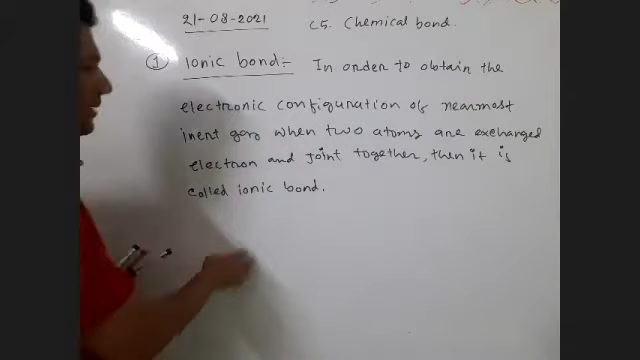 21-08-2021 C5. Chemical bond.
① Ionic bond:- In order to obtain the
electronic configuration of nearmost
inert gas when two atoms are exchanged
electron and joint together, then it is
called ionic bond.